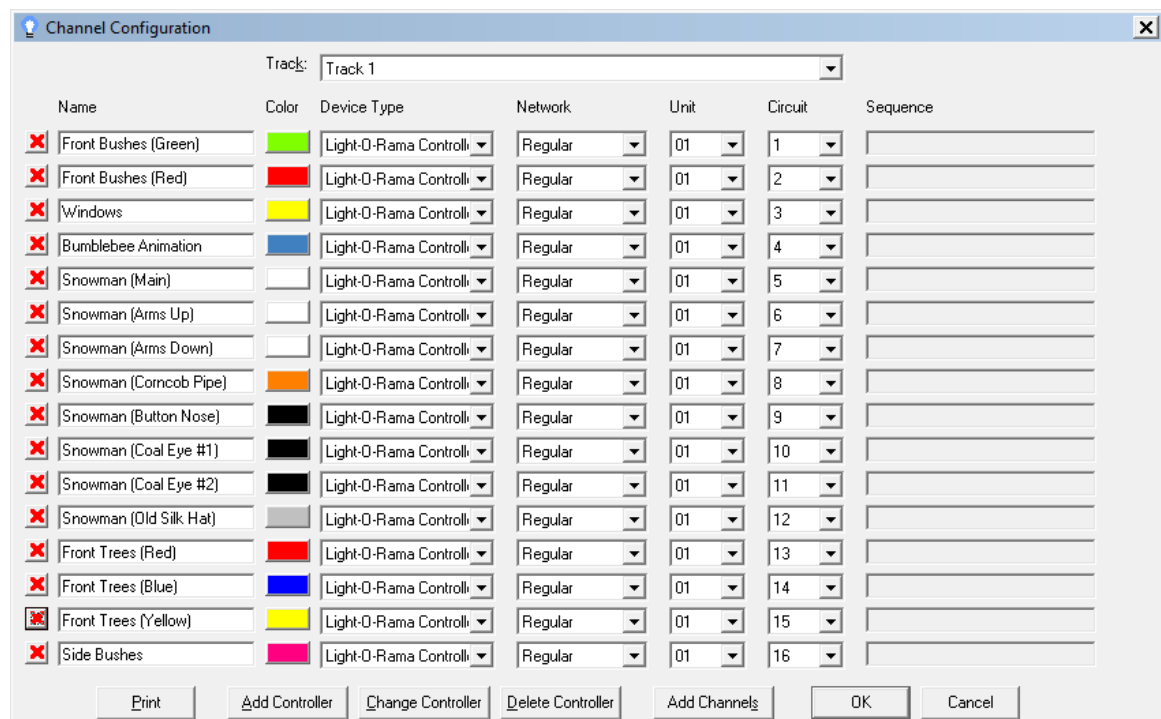 Channel Configuration
Track: Track 1
Name Color Device Type Network Unit Circuit Sequence
Front Bushes (Green) Light-O-Rama Controll Regular 01 1
Front Bushes (Red) Light-O-Rama Controll Regular 01 2
Windows Light-O-Rama Controll Regular 01 3
Bumblebee Animation Light-O-Rama Controll Regular 01 4
Snowman (Main) Light-O-Rama Controll Regular 01 5
Snowman (Arms Up) Light-O-Rama Controll Regular 01 6
Snowman (Arms Down) Light-O-Rama Controll Regular 01 7
Snowman (Corncob Pipe) Light-O-Rama Controll Regular 01 8
Snowman (Button Nose) Light-O-Rama Controll Regular 01 9
Snowman (Coal Eye #1) Light-O-Rama Controll Regular 01 10
Snowman (Coal Eye #2) Light-O-Rama Controll Regular 01 11
Snowman (Old Silk Hat) Light-O-Rama Controll Regular 01 12
Front Trees (Red) Light-O-Rama Controll Regular 01 13
Front Trees (Blue) Light-O-Rama Controll Regular 01 14
Front Trees (Yellow) Light-O-Rama Controll Regular 01 15
Side Bushes Light-O-Rama Controll Regular 01 16
Print Add Controller Change Controller Delete Controller Add Channels OK Cancel